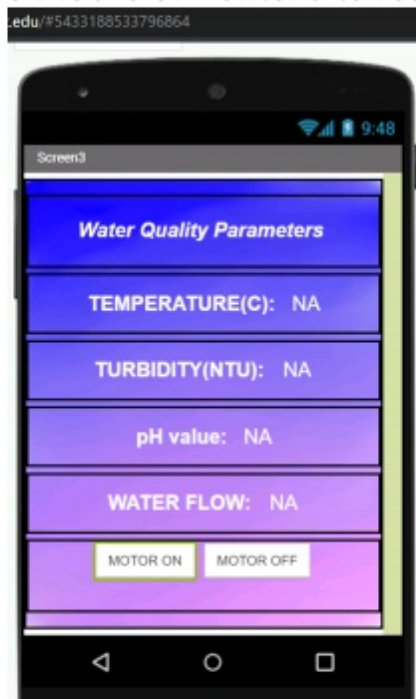 .edu/#5433188533796864
9:48
Screen3
Water Quality Parameters
TEMPERATURE(C): NA
TURBIDITY(NTU): NA
pH value: NA
WATER FLOW: NA
MOTOR ON MOTOR OFF